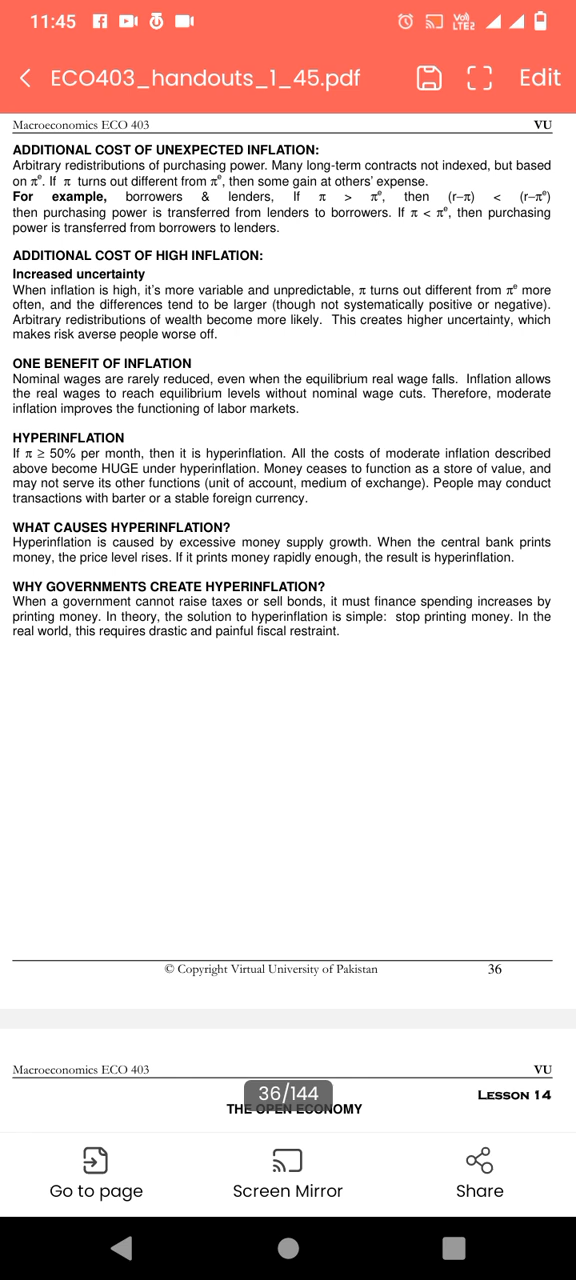 11:45
Vo) LTE2
ECO403_handouts_1_45.pdf
Edit
Macroeconomics ECO 403 VU
ADDITIONAL COST OF UNEXPECTED INFLATION:
Arbitrary redistributions of purchasing power. Many long-term contracts not indexed, but based
on πᵉ. If π turns out different from πᵉ, then some gain at others' expense.
For example, borrowers & lenders, If π > πᵉ, then (r−π) < (r−πᵉ)
then purchasing power is transferred from lenders to borrowers. If π < πᵉ, then purchasing
power is transferred from borrowers to lenders.
ADDITIONAL COST OF HIGH INFLATION:
Increased uncertainty
When inflation is high, it's more variable and unpredictable, π turns out different from πᵉ more
often, and the differences tend to be larger (though not systematically positive or negative).
Arbitrary redistributions of wealth become more likely. This creates higher uncertainty, which
makes risk averse people worse off.
ONE BENEFIT OF INFLATION
Nominal wages are rarely reduced, even when the equilibrium real wage falls. Inflation allows
the real wages to reach equilibrium levels without nominal wage cuts. Therefore, moderate
inflation improves the functioning of labor markets.
HYPERINFLATION
If π ≥ 50% per month, then it is hyperinflation. All the costs of moderate inflation described
above become HUGE under hyperinflation. Money ceases to function as a store of value, and
may not serve its other functions (unit of account, medium of exchange). People may conduct
transactions with barter or a stable foreign currency.
WHAT CAUSES HYPERINFLATION?
Hyperinflation is caused by excessive money supply growth. When the central bank prints
money, the price level rises. If it prints money rapidly enough, the result is hyperinflation.
WHY GOVERNMENTS CREATE HYPERINFLATION?
When a government cannot raise taxes or sell bonds, it must finance spending increases by
printing money. In theory, the solution to hyperinflation is simple: stop printing money. In the
real world, this requires drastic and painful fiscal restraint.
© Copyright Virtual University of Pakistan 36
Macroeconomics ECO 403 VU
LESSON 14
36/144
THE OPEN ECONOMY
Go to page
Screen Mirror
Share